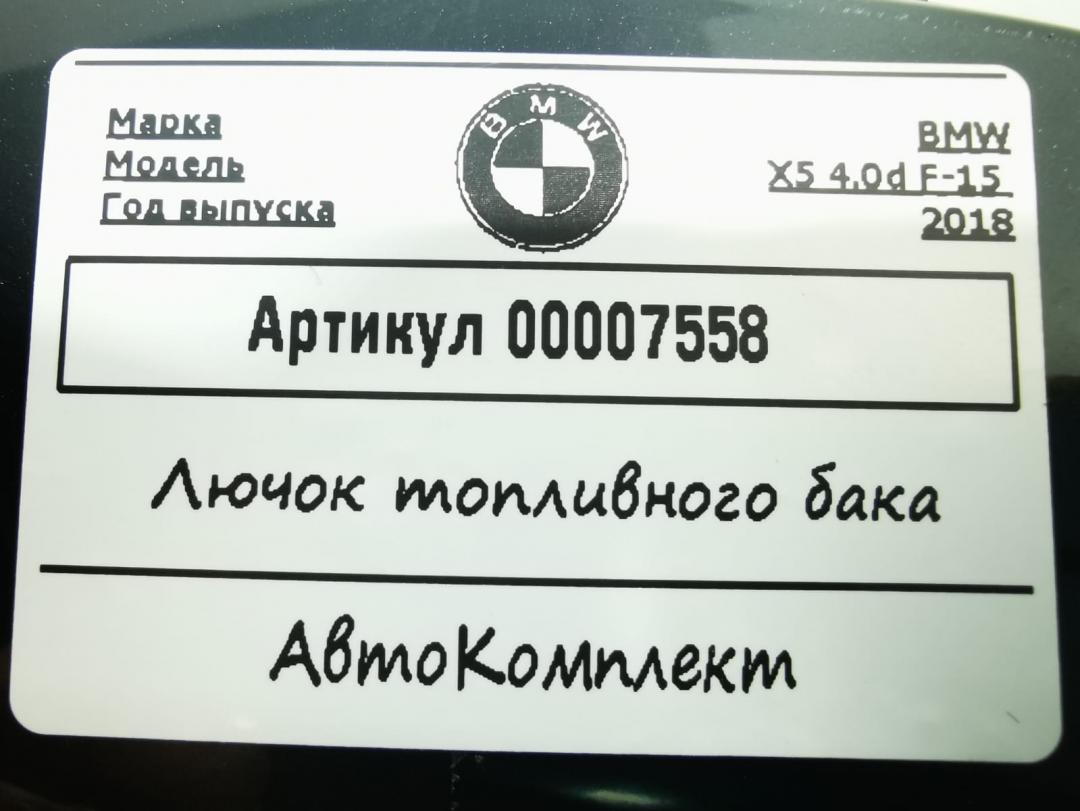 Марка BMW
Модель X5 4.0d F-15
Год выпуска 2018
BMW
Артикул 00007558
Лючок топливного бака
АвтоКомплект